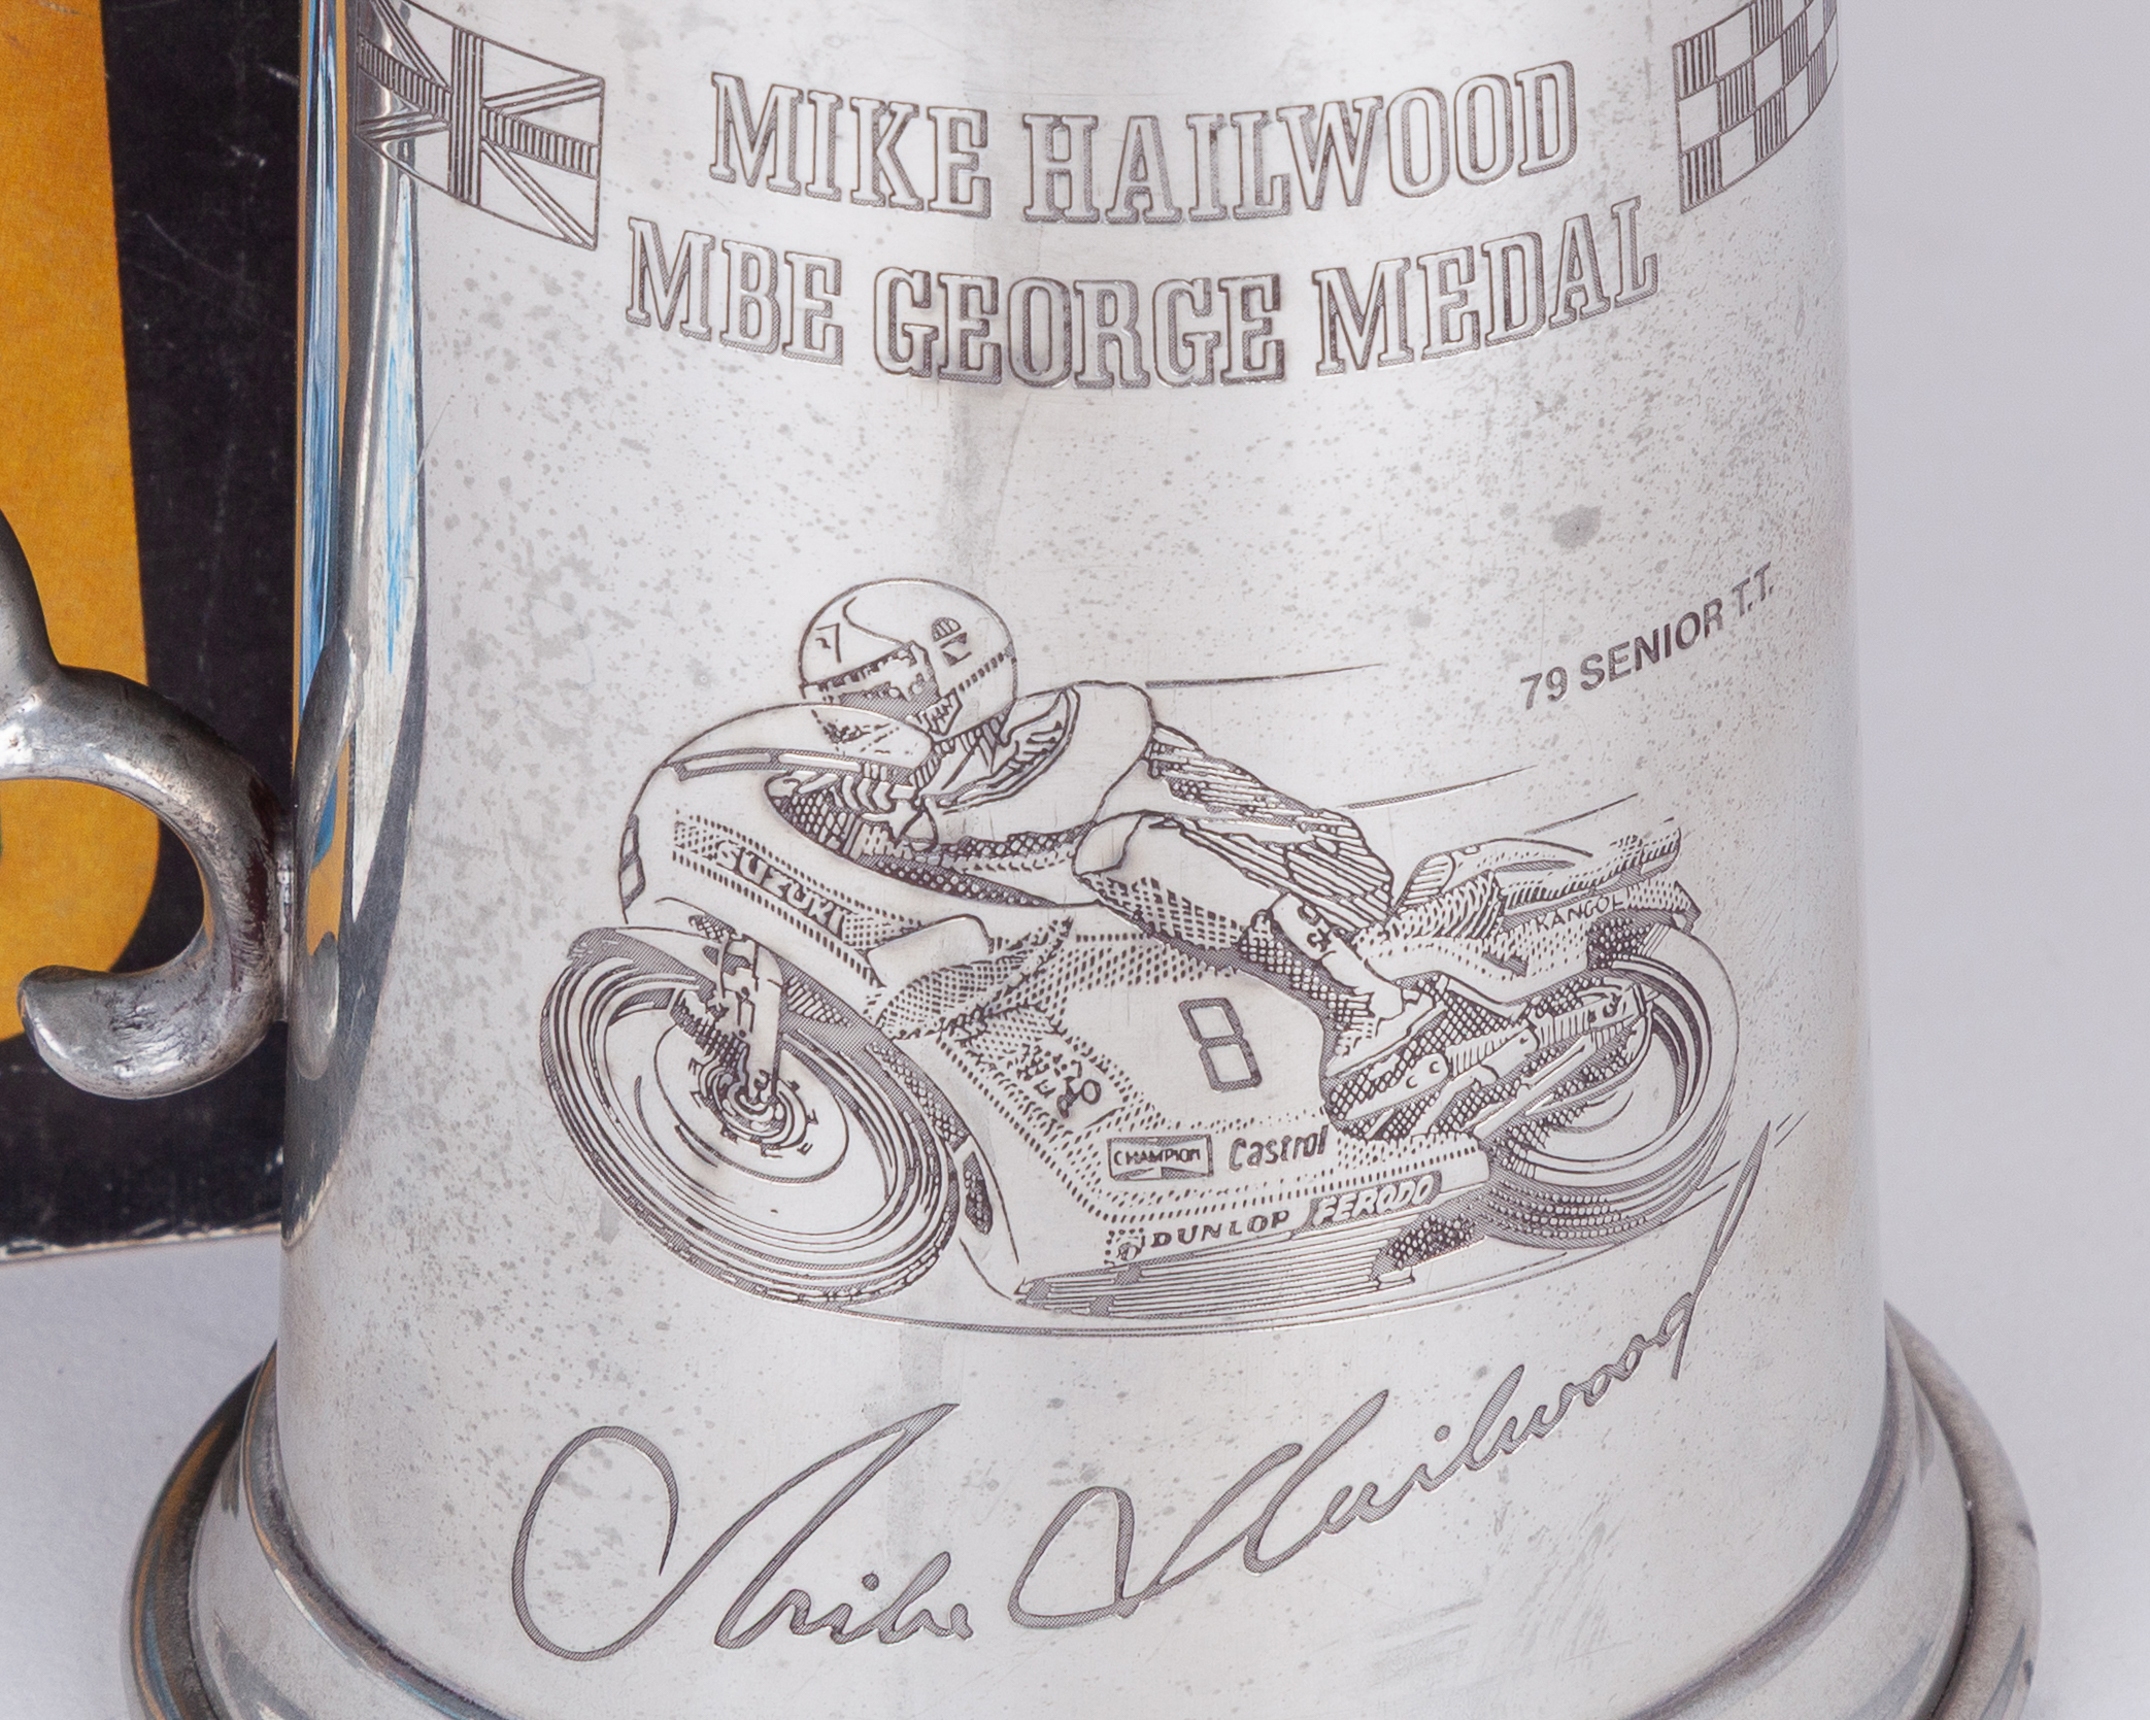 MIKE HAILWOOD
MBE GEORGE MEDAL
79 SENIOR T.T.
SUZUKI
KANGOL
8
CHAMPION
Castrol
DUNLOP
FERODO
Mike Hailwood